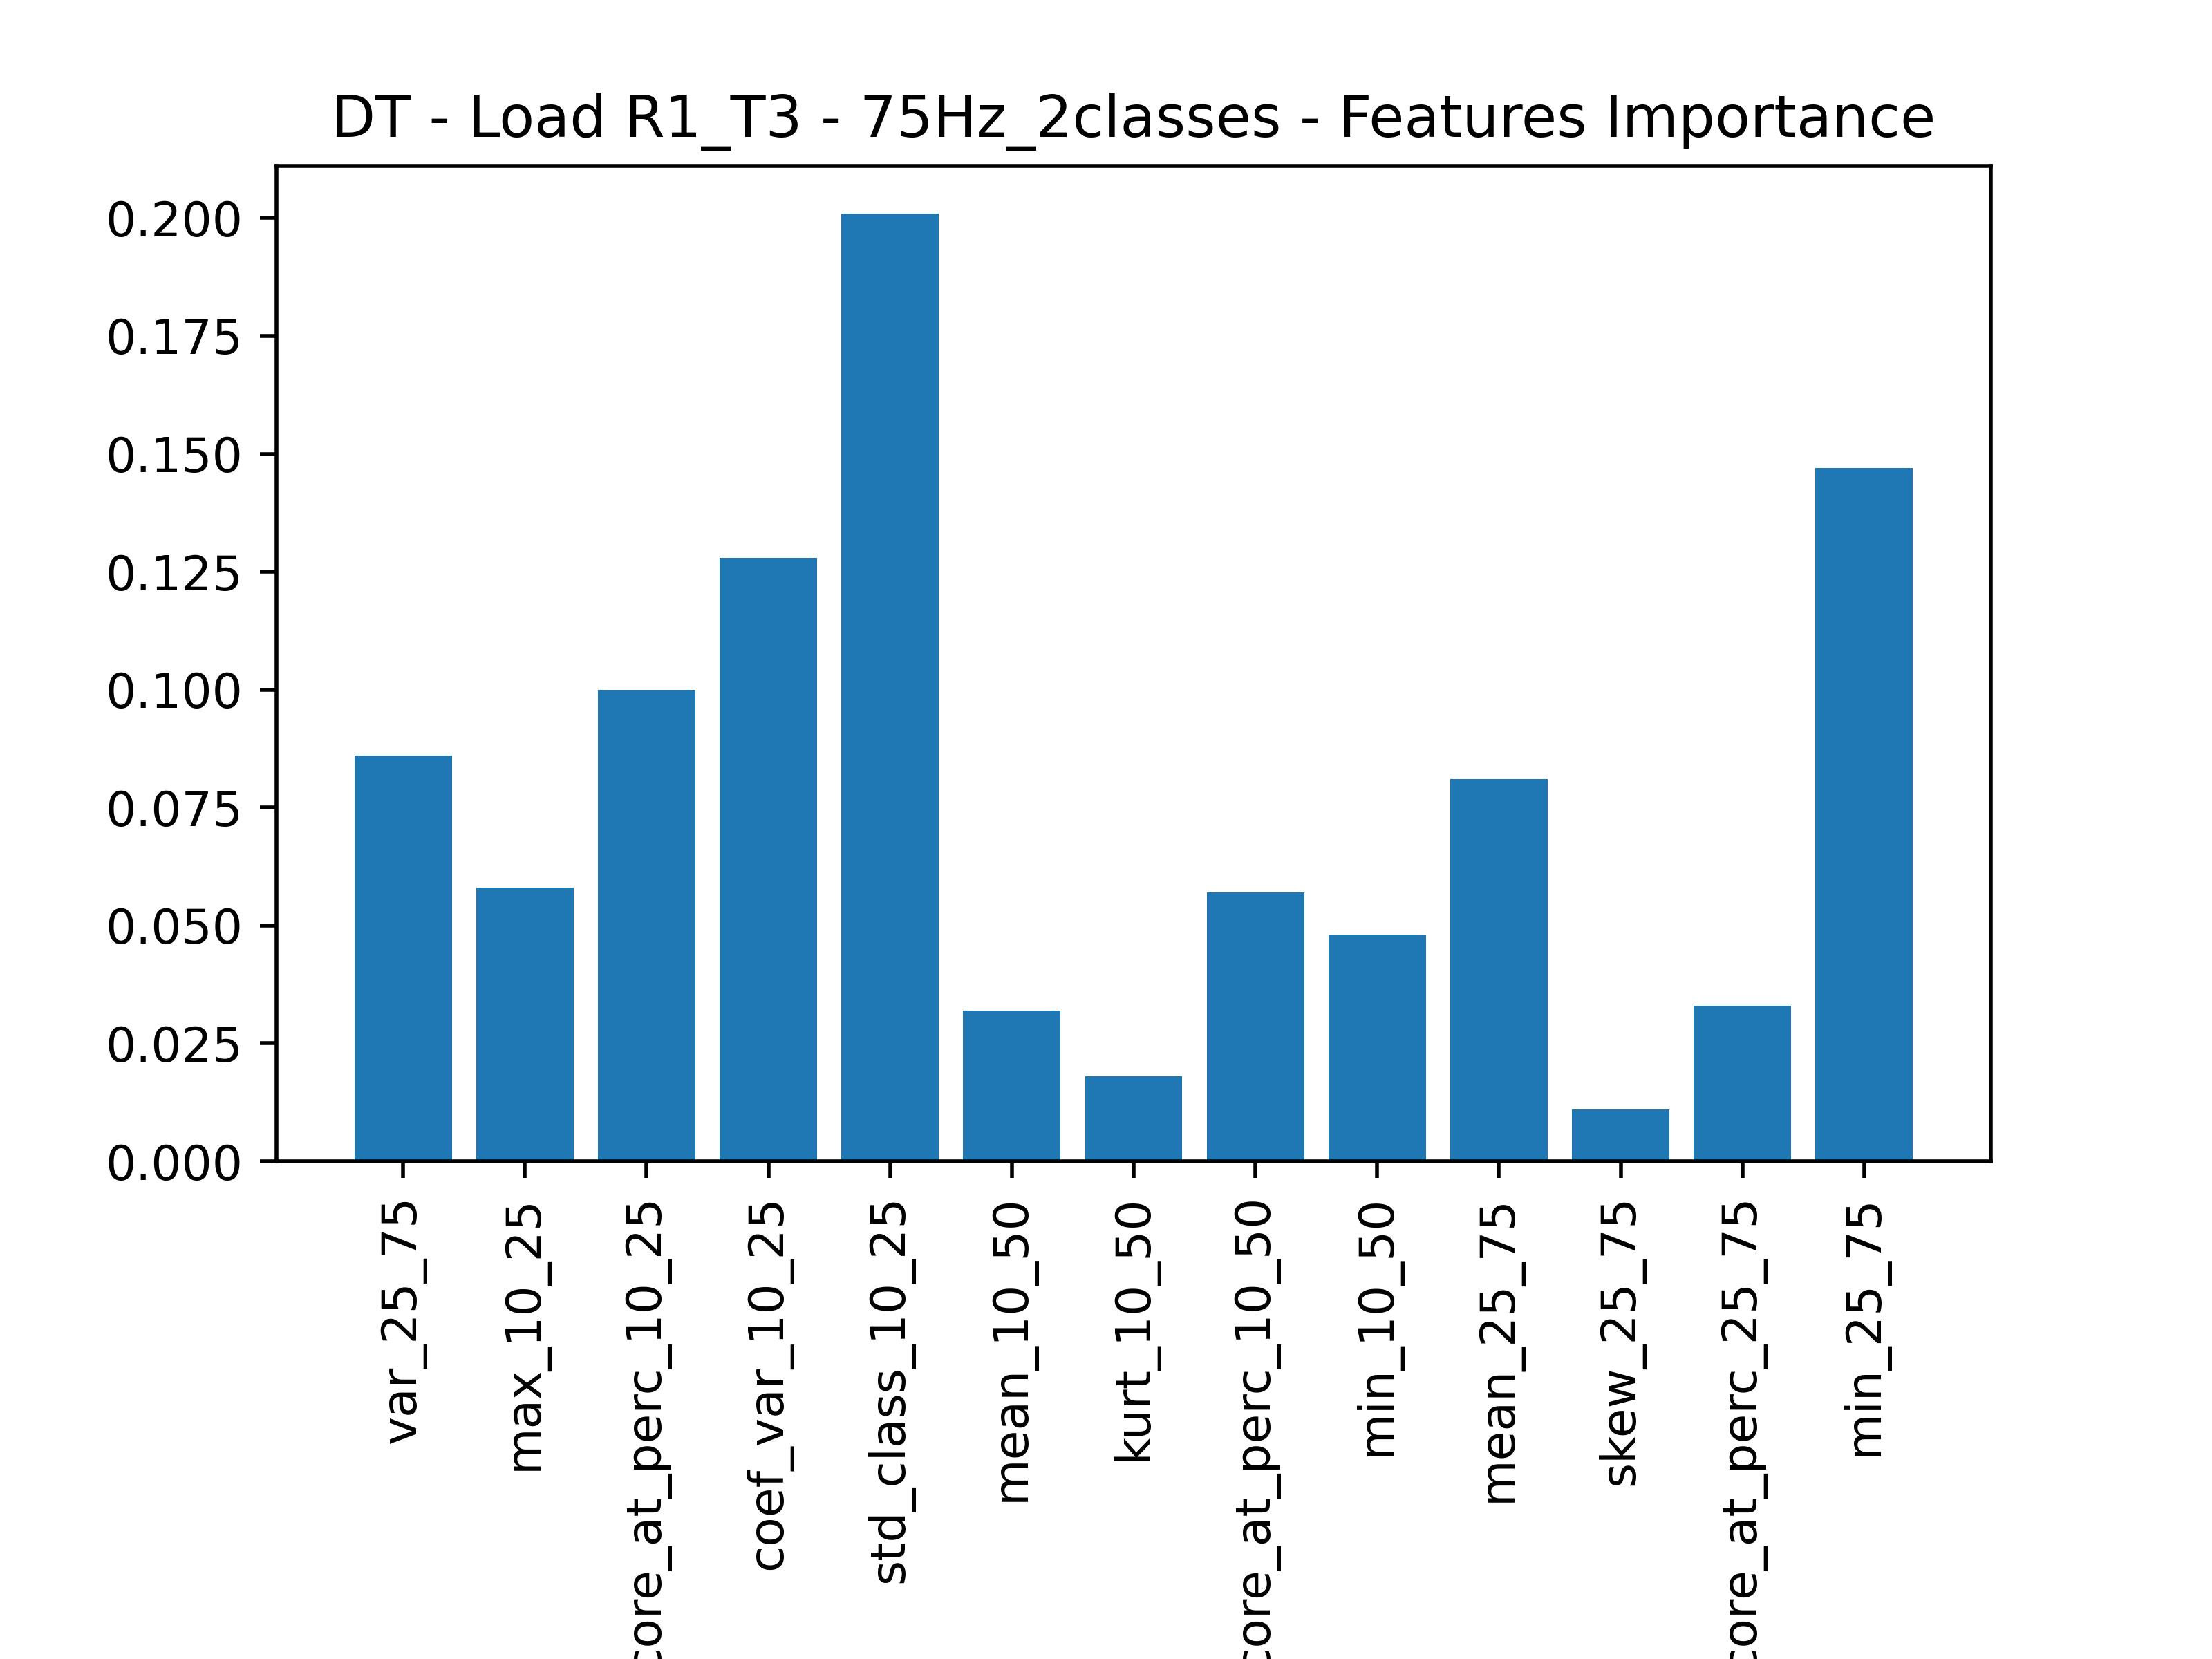 DT - Load R1_T3 - 75Hz_2classes - Features Importance
0.200
0.175
0.150
0.125
0.100
0.075
0.050
0.025
0.000
var_25_75
max_10_25
core_at_perc_10_25
coef_var_10_25
std_class_10_25
mean_10_50
kurt_10_50
core_at_perc_10_50
min_10_50
mean_25_75
skew_25_75
core_at_perc_25_75
min_25_75